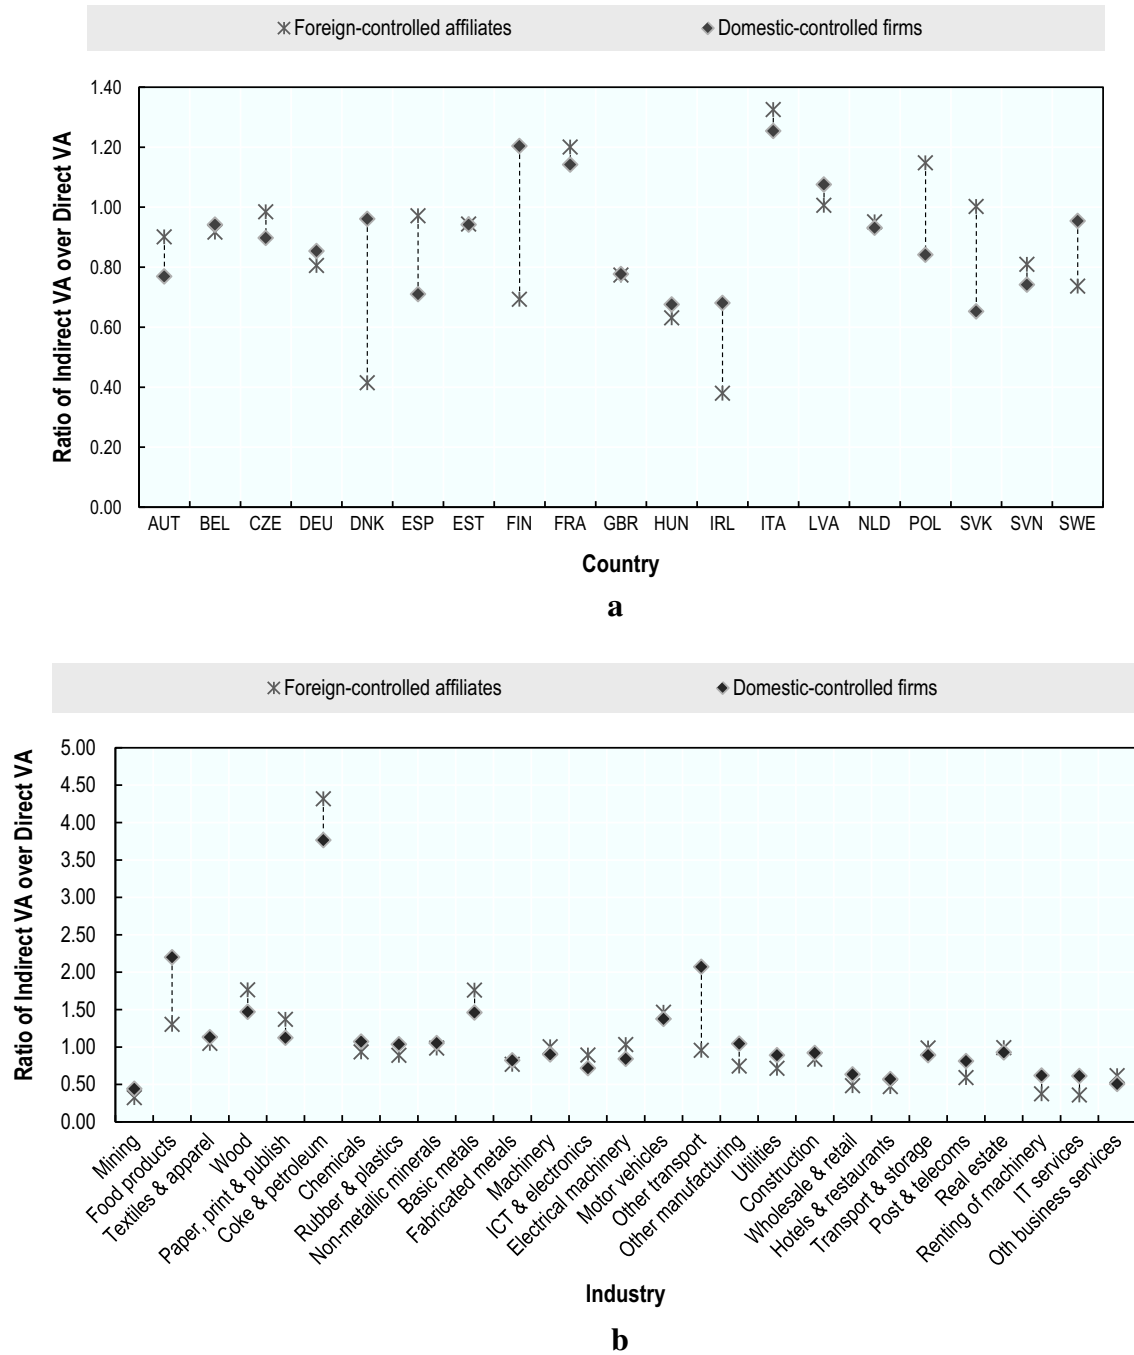 Foreign-controlled affiliates Domestic-controlled firms
Ratio of Indirect VA over Direct VA
1.40
1.20
1.00
0.80
0.60
0.40
0.20
0.00
AUT BEL CZE DEU DNK ESP EST FIN FRA GBR HUN IRL ITA LVA NLD POL SVK SVN SWE
Country
a
Foreign-controlled affiliates Domestic-controlled firms
Ratio of Indirect VA over Direct VA
5.00
4.50
4.00
3.50
3.00
2.50
2.00
1.50
1.00
0.50
0.00
Mining
Food products
Textiles & apparel
Wood
Paper, print & publish
Coke & petroleum
Chemicals
Rubber & plastics
Non-metallic minerals
Basic metals
Fabricated metals
Machinery
ICT & electronics
Electrical machinery
Motor vehicles
Other transport
Other manufacturing
Utilities
Construction
Wholesale & retail
Hotels & restaurants
Transport & storage
Post & telecoms
Real estate
Renting of machinery
IT services
Oth business services
Industry
b